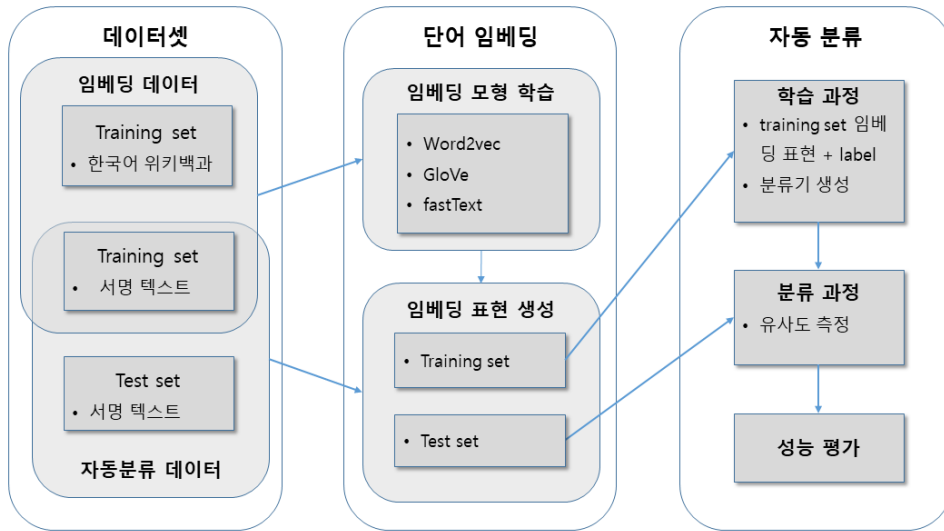 데이터셋
임베딩 데이터
Training set
• 한국어 위키백과
Training set
• 서명 텍스트
Test set
• 서명 텍스트
자동분류 데이터
단어 임베딩
임베딩 모형 학습
• Word2vec
• GloVe
• fastText
임베딩 표현 생성
• Training set
• Test set
자동 분류
학습 과정
• training set 임베
딩 표현 + label
• 분류기 생성
분류 과정
• 유사도 측정
성능 평가